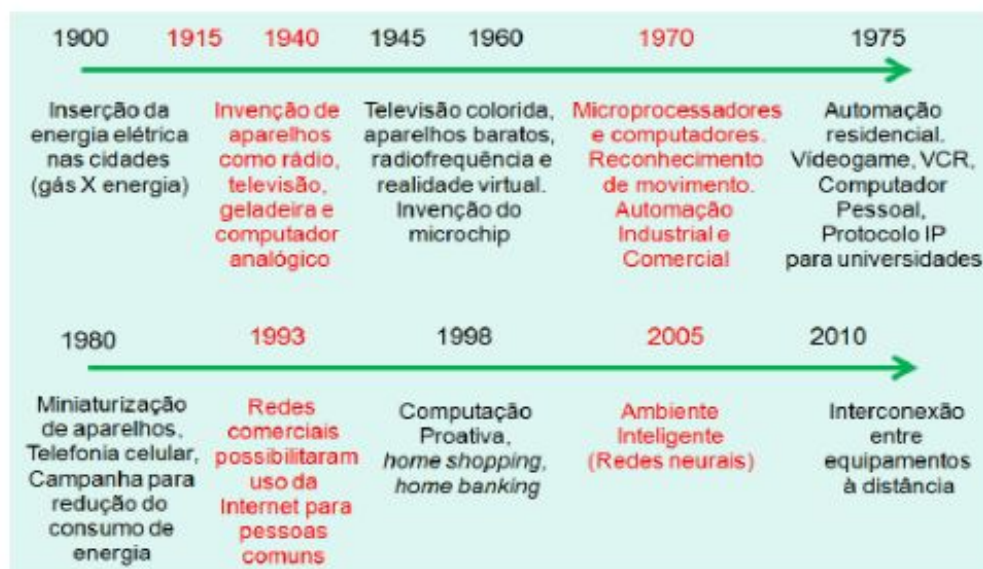 1900 1915 1940 1945 1960 1970 1975
Inserção da
energia elétrica
nas cidades
(gás X energia)
Invenção de
aparelhos
como rádio,
televisão,
geladeira e
computador
analógico
Televisão colorida,
aparelhos baratos,
radiofrequência e
realidade virtual.
Invenção do
microchip
Microprocessadores
e computadores.
Reconhecimento
de movimento.
Automação
Industrial e
Comercial
Automação
residencial.
Vídeogame, VCR,
Computador
Pessoal,
Protocolo IP
para universidades
1980 1993 1998 2005 2010
Miniaturização
de aparelhos,
Telefonia celular,
Campanha para
redução do
consumo de
energia
Redes
comerciais
possibilitaram
uso da
Internet para
pessoas
comuns
Computação
Proativa,
home shopping,
home banking
Ambiente
Inteligente
(Redes neurais)
Interconexão
entre
equipamentos
à distância